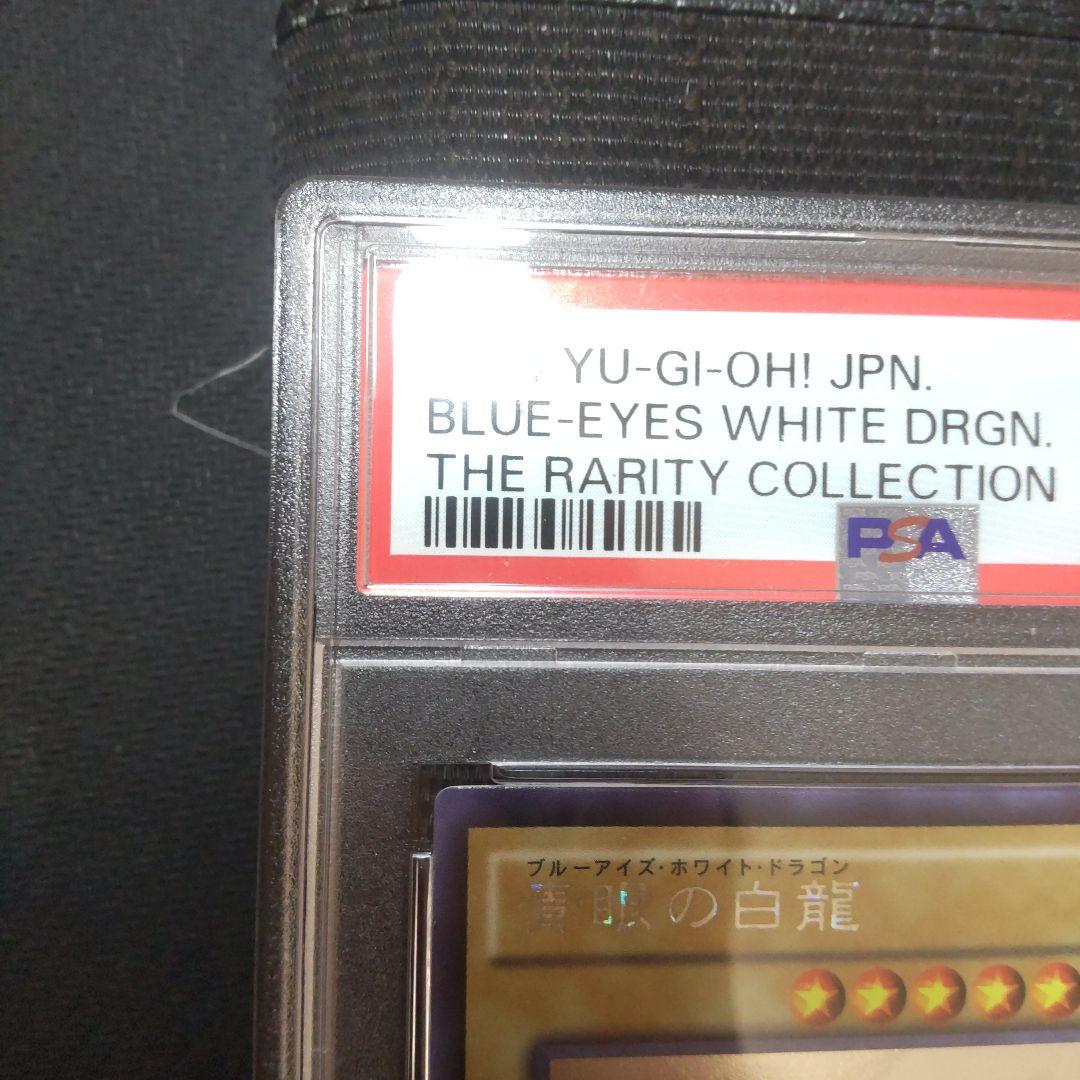 YU-GI-OH! JPN.
BLUE-EYES WHITE DRGN.
THE RARITY COLLECTION
PSA
ブルーアイズ・ホワイト・ドラゴン
青眼の白龍